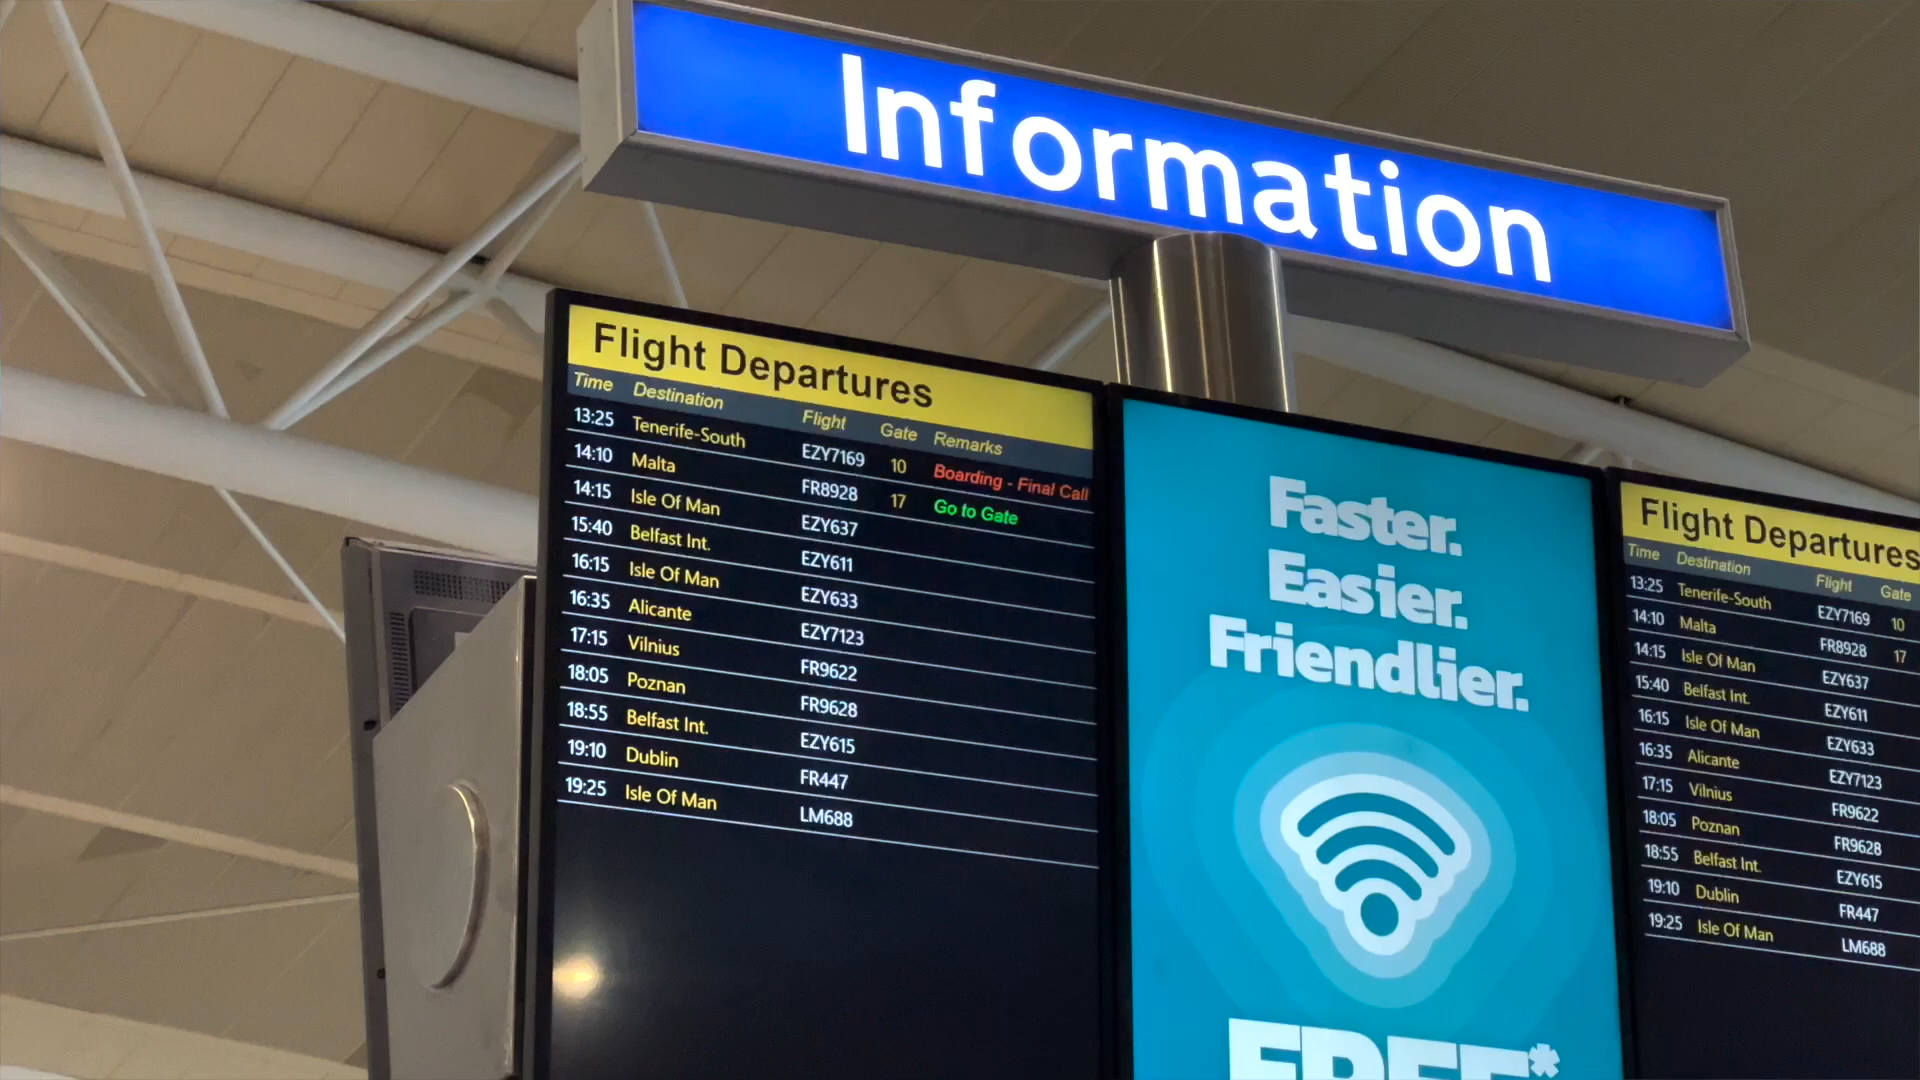 Information
Flight Departures
Time Destination Flight Gate Remarks
13:25 Tenerife-South EZY7169 10 Boarding - Final Call
14:10 Malta FR8928 17 Go to Gate
14:15 Isle Of Man EZY637
15:40 Belfast Int. EZY611
16:15 Isle Of Man EZY633
16:35 Alicante EZY7123
17:15 Vilnius FR9622
18:05 Poznan FR9628
18:55 Belfast Int. EZY615
19:10 Dublin FR447
19:25 Isle Of Man LM688
Faster.
Easier.
Friendlier.
FREE*
Flight Departures
Time Destination Flight Gate
13:25 Tenerife-South EZY7169 10
14:10 Malta FR8928 17
14:15 Isle Of Man EZY637
15:40 Belfast Int. EZY611
16:15 Isle Of Man EZY633
16:35 Alicante EZY7123
17:15 Vilnius FR9622
18:05 Poznan FR9628
18:55 Belfast Int. EZY615
19:10 Dublin FR447
19:25 Isle Of Man LM688